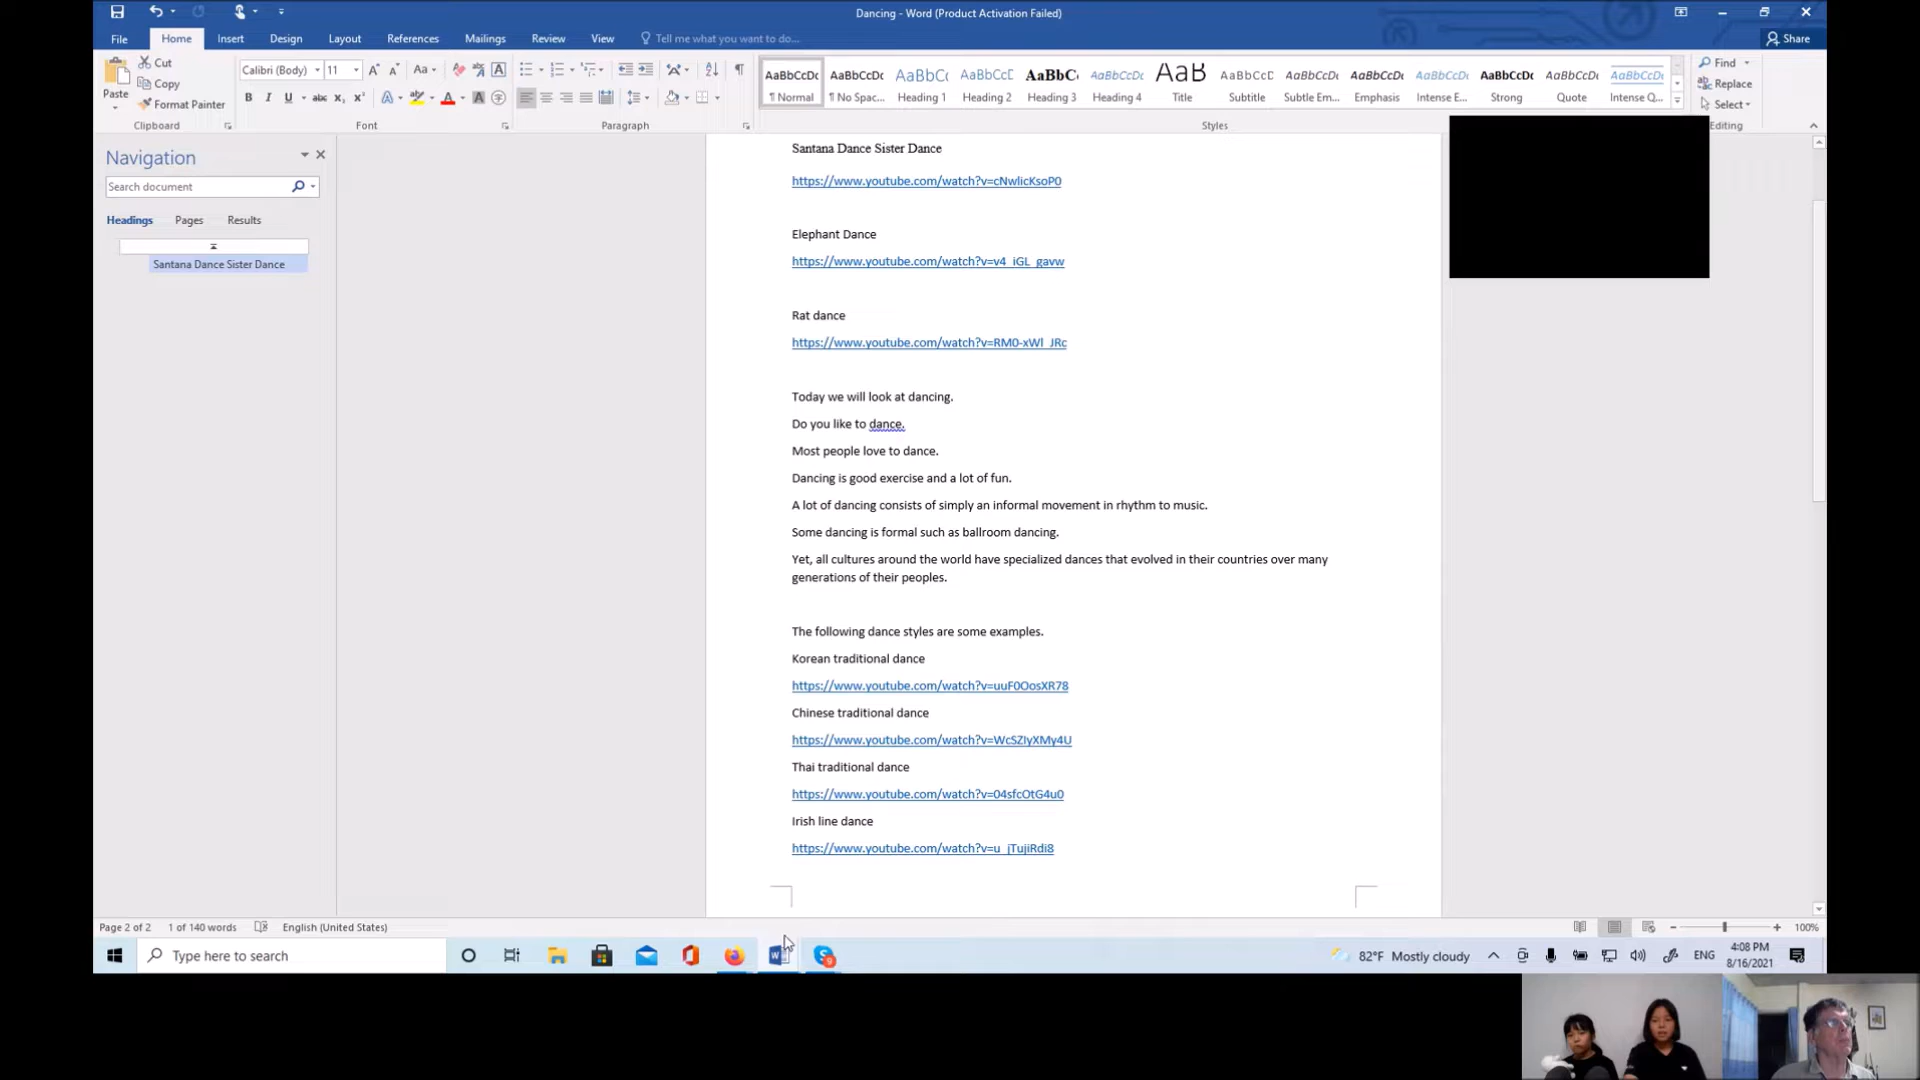 Dancing - Word (Product Activation Failed)
File Home Insert Design Layout References Mailings Review View Tell me what you want to do... Share
Paste
Cut
Copy
Format Painter
Clipboard
Calibri (Body) 11
Font
Paragraph
AaBbCcDc AaBbCcDc AaBbCc AaBbCcD AaBbC AaBbCcDc AaB AaBbCcD AaBbCcDc AaBbCcDc AaBbCcDc AaBbCcDc AaBbCcDc AaBbCcDc
¶ Normal ¶ No Spac... Heading 1 Heading 2 Heading 3 Heading 4 Title Subtitle Subtle Em... Emphasis Intense E... Strong Quote Intense Q...
Styles
Find
Replace
Select
Editing
Navigation
Search document
Headings Pages Results
Santana Dance Sister Dance
Santana Dance Sister Dance
https://www.youtube.com/watch?v=cNwlicKsoP0
Elephant Dance
https://www.youtube.com/watch?v=v4_iGL_gavw
Rat dance
https://www.youtube.com/watch?v=RM0-xWl_JRc
Today we will look at dancing.
Do you like to dance.
Most people love to dance.
Dancing is good exercise and a lot of fun.
A lot of dancing consists of simply an informal movement in rhythm to music.
Some dancing is formal such as ballroom dancing.
Yet, all cultures around the world have specialized dances that evolved in their countries over many
generations of their peoples.
The following dance styles are some examples.
Korean traditional dance
https://www.youtube.com/watch?v=uuF0OosXR78
Chinese traditional dance
https://www.youtube.com/watch?v=WcSZIyXMy4U
Thai traditional dance
https://www.youtube.com/watch?v=04sfcOtG4u0
Irish line dance
https://www.youtube.com/watch?v=u_jTujiRdi8
Page 2 of 2 1 of 140 words English (United States) 100%
Type here to search
82°F Mostly cloudy ENG 4:08 PM
8/16/2021